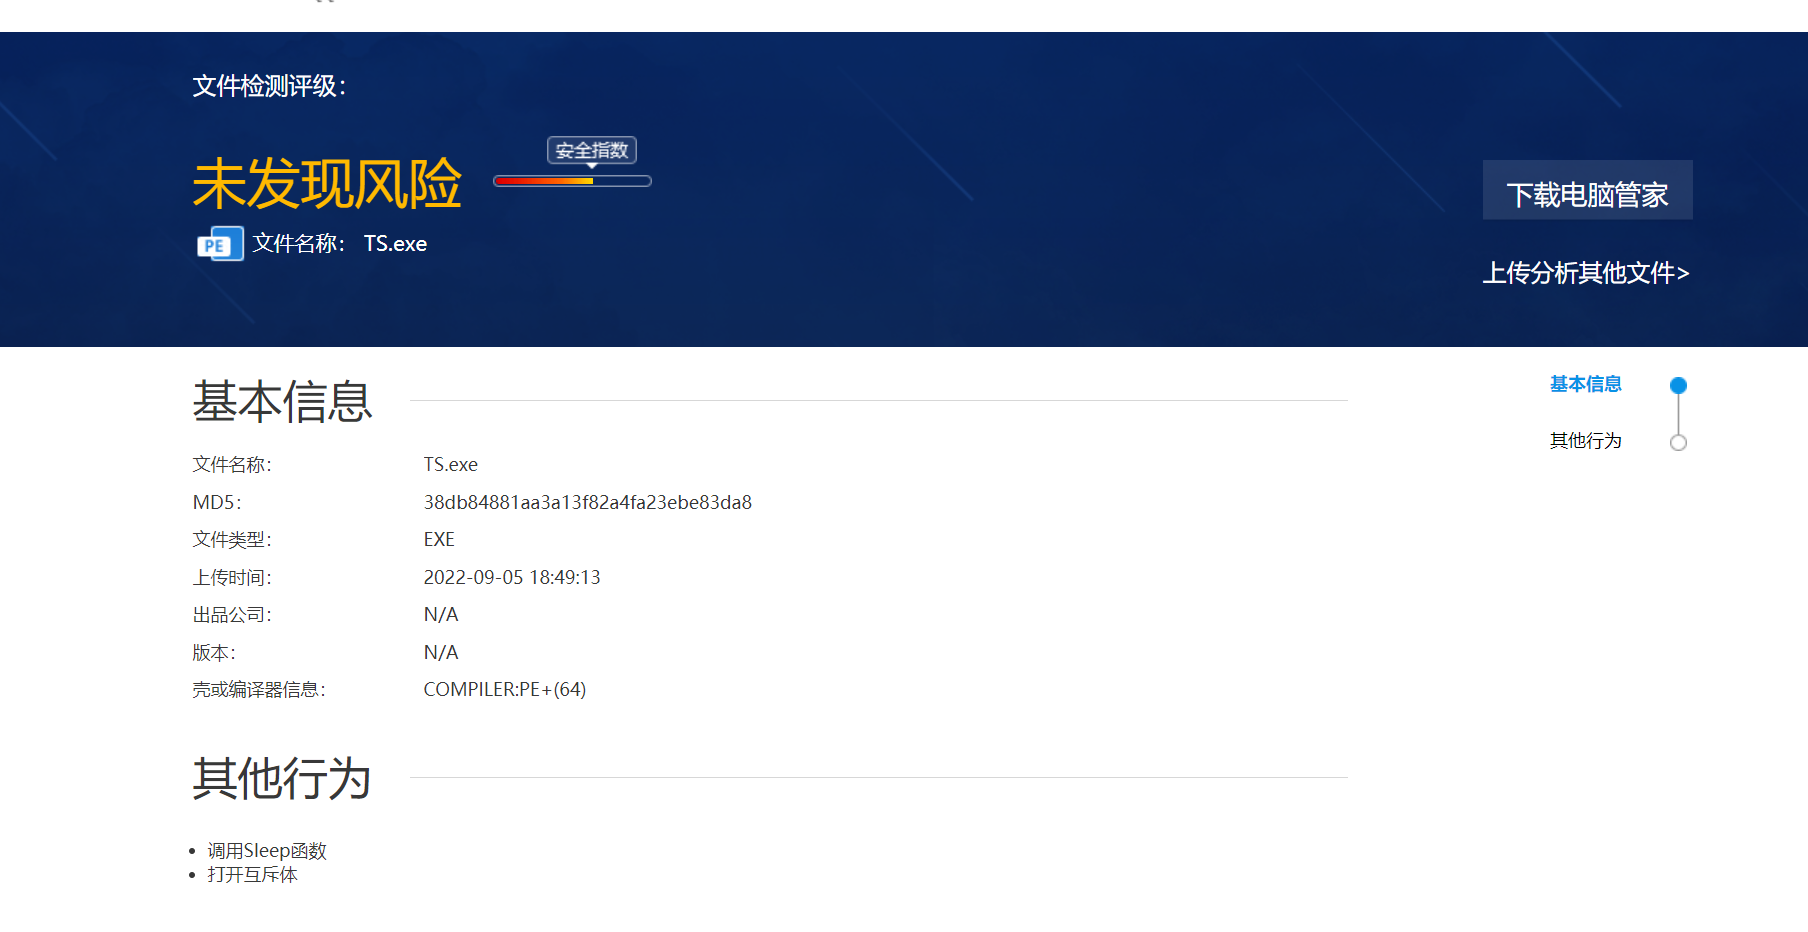 文件检测评级：
未发现风险
安全指数
下载电脑管家
PE
文件名称： TS.exe
上传分析其他文件>
基本信息
基本信息
其他行为
文件名称： TS.exe
MD5： 38db84881aa3a13f82a4fa23ebe83da8
文件类型： EXE
上传时间： 2022-09-05 18:49:13
出品公司： N/A
版本： N/A
壳或编译器信息： COMPILER:PE+(64)
其他行为
• 调用Sleep函数
• 打开互斥体